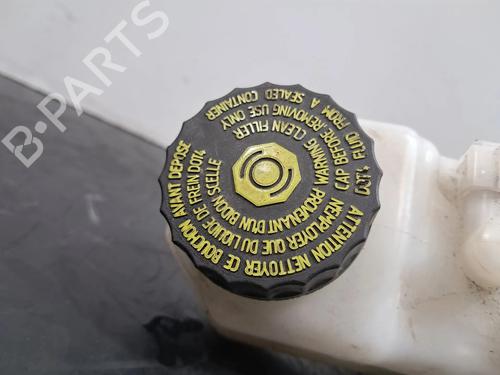 B-PARTS
WARNING CLEAN FILLER
CAP BEFORE REMOVING USE ONLY
DOT4 FLUID FROM A SEALED CONTAINER
ATTENTION NETTOYER CE BOUCHON AVANT DEPOSE
N'EMPLOYER QUE DU LIQUIDE DE FREIN DOT4
PROVENANT D'UN BIDON SCELLE